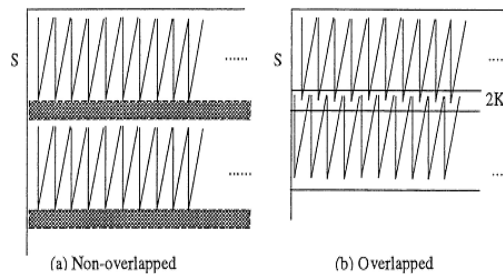 S
......
......
(a) Non-overlapped
S
....
2K
....
(b) Overlapped